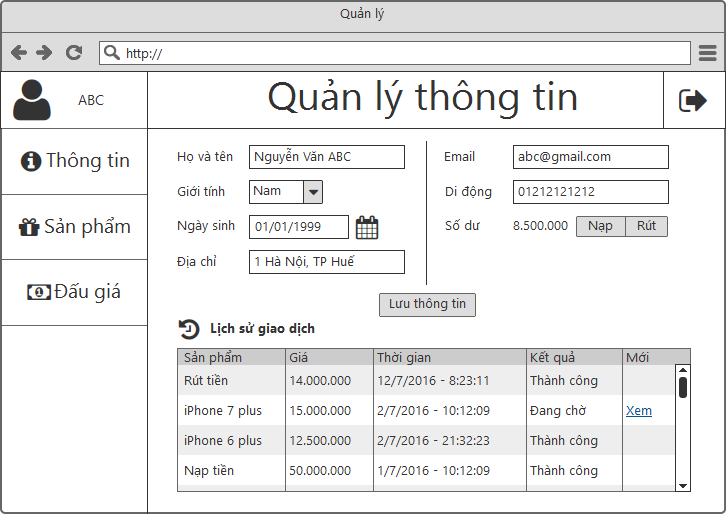 Quản lý
http://
ABC
Quản lý thông tin
Thông tin
Sản phẩm
Đấu giá
Họ và tên Nguyễn Văn ABC
Giới tính Nam
Ngày sinh 01/01/1999
Địa chỉ 1 Hà Nội, TP Huế
Email abc@gmail.com
Di động 01212121212
Số dư 8.500.000 Nạp Rút
Lưu thông tin
Lịch sử giao dịch
Sản phẩm Giá Thời gian Kết quả Mới
Rút tiền 14.000.000 12/7/2016 - 8:23:11 Thành công
iPhone 7 plus 15.000.000 2/7/2016 - 10:12:09 Đang chờ Xem
iPhone 6 plus 12.500.000 2/7/2016 - 21:32:23 Thành công
Nạp tiền 50.000.000 1/7/2016 - 10:12:09 Thành công